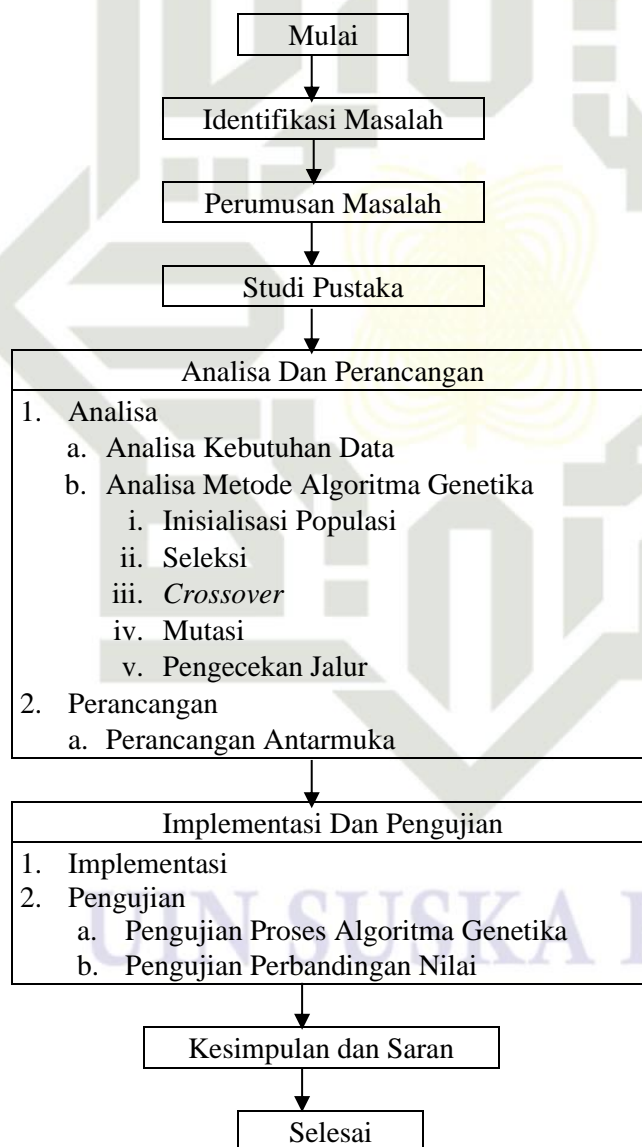 Mulai
Identifikasi Masalah
Perumusan Masalah
Studi Pustaka
Analisa Dan Perancangan
1. Analisa
a. Analisa Kebutuhan Data
b. Analisa Metode Algoritma Genetika
i. Inisialisasi Populasi
ii. Seleksi
iii. Crossover
iv. Mutasi
v. Pengecekan Jalur
2. Perancangan
a. Perancangan Antarmuka
Implementasi Dan Pengujian
1. Implementasi
2. Pengujian
a. Pengujian Proses Algoritma Genetika
b. Pengujian Perbandingan Nilai
UIN SUSKA
Kesimpulan dan Saran
Selesai